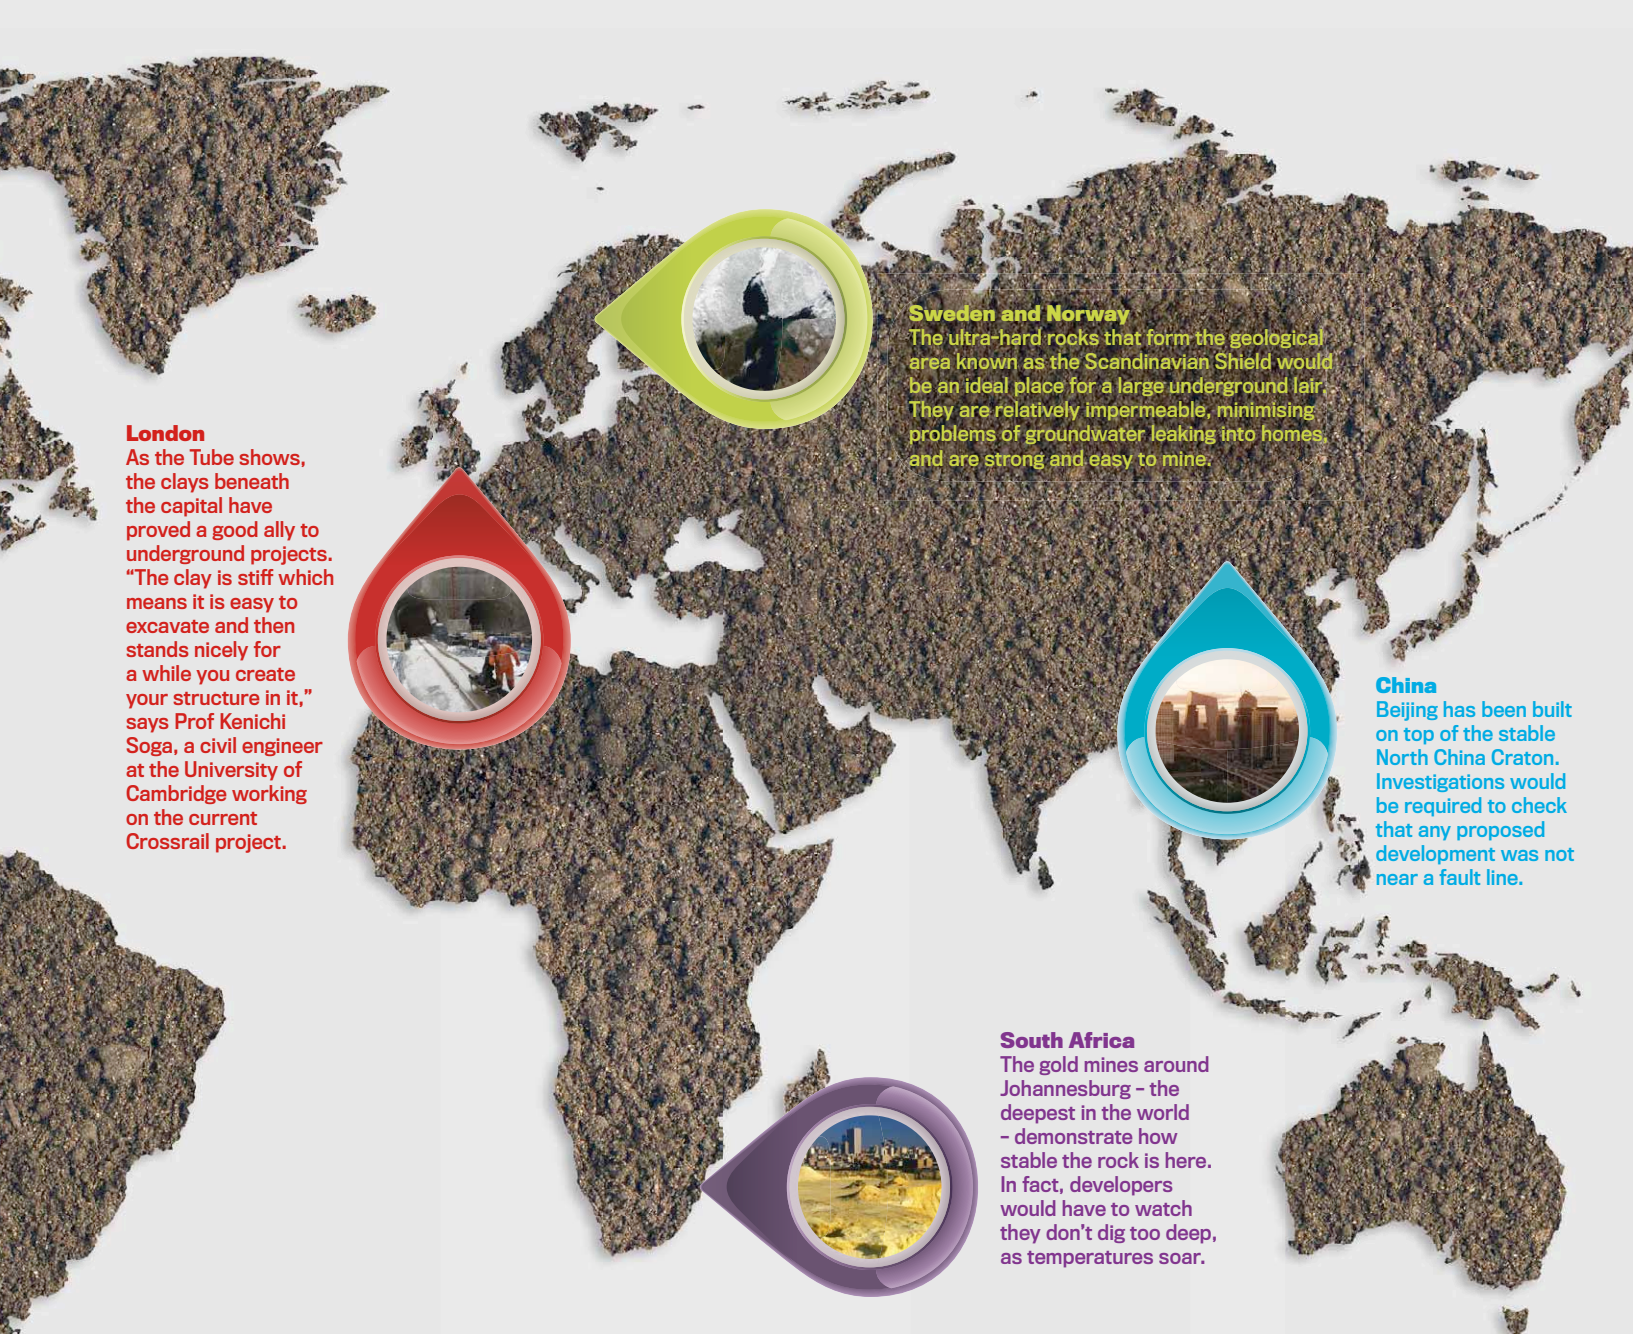 Sweden and Norway
The ultra-hard rocks that form the geological
area known as the Scandinavian Shield would
be an ideal place for a large underground lair.
They are relatively impermeable, minimising
problems of groundwater leaking into homes,
and are strong and easy to mine.
London
As the Tube shows,
the clays beneath
the capital have
proved a good ally to
underground projects.
“The clay is stiff which
means it is easy to
excavate and then
stands nicely for
a while you create
your structure in it,”
says Prof Kenichi
Soga, a civil engineer
at the University of
Cambridge working
on the current
Crossrail project.
China
Beijing has been built
on top of the stable
North China Craton.
Investigations would
be required to check
that any proposed
development was not
near a fault line.
South Africa
The gold mines around
Johannesburg – the
deepest in the world
– demonstrate how
stable the rock is here.
In fact, developers
would have to watch
they don’t dig too deep,
as temperatures soar.